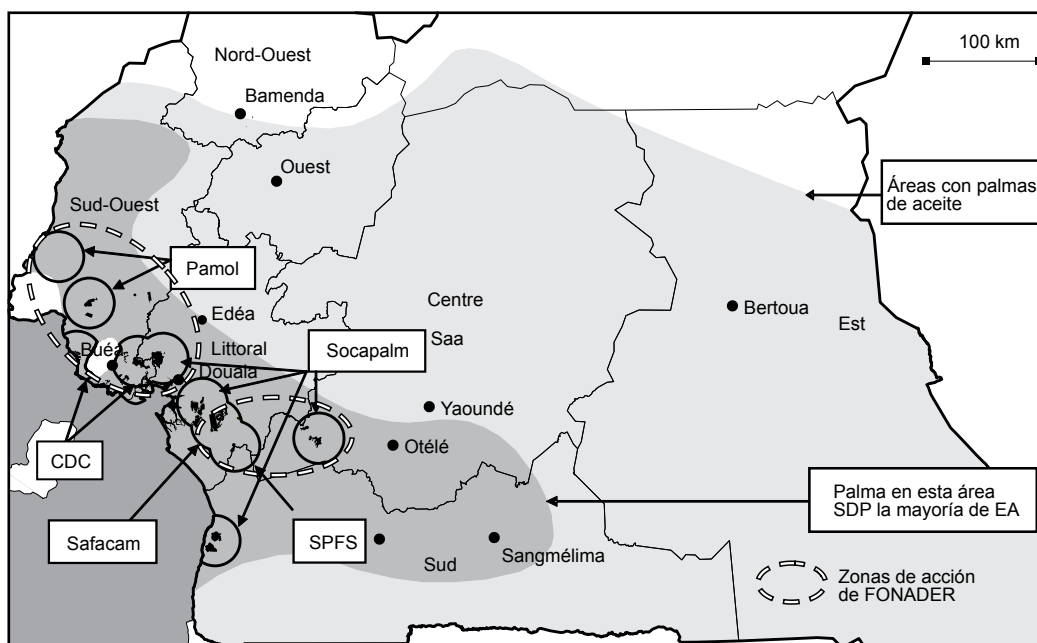 Nord-Ouest
100 km
Bamenda
Ouest
Áreas con palmas
de aceite
Sud-Ouest
Pamol
Centre
Bertoua
Edéa
Est
Littoral
Socapalm
Saa
Buéa
Douala
Yaoundé
Otélé
CDC
Palma en esta área
SDP la mayoría de EA
Safacam
SPFS
Sangmélima
Sud
Zonas de acción
de FONADER